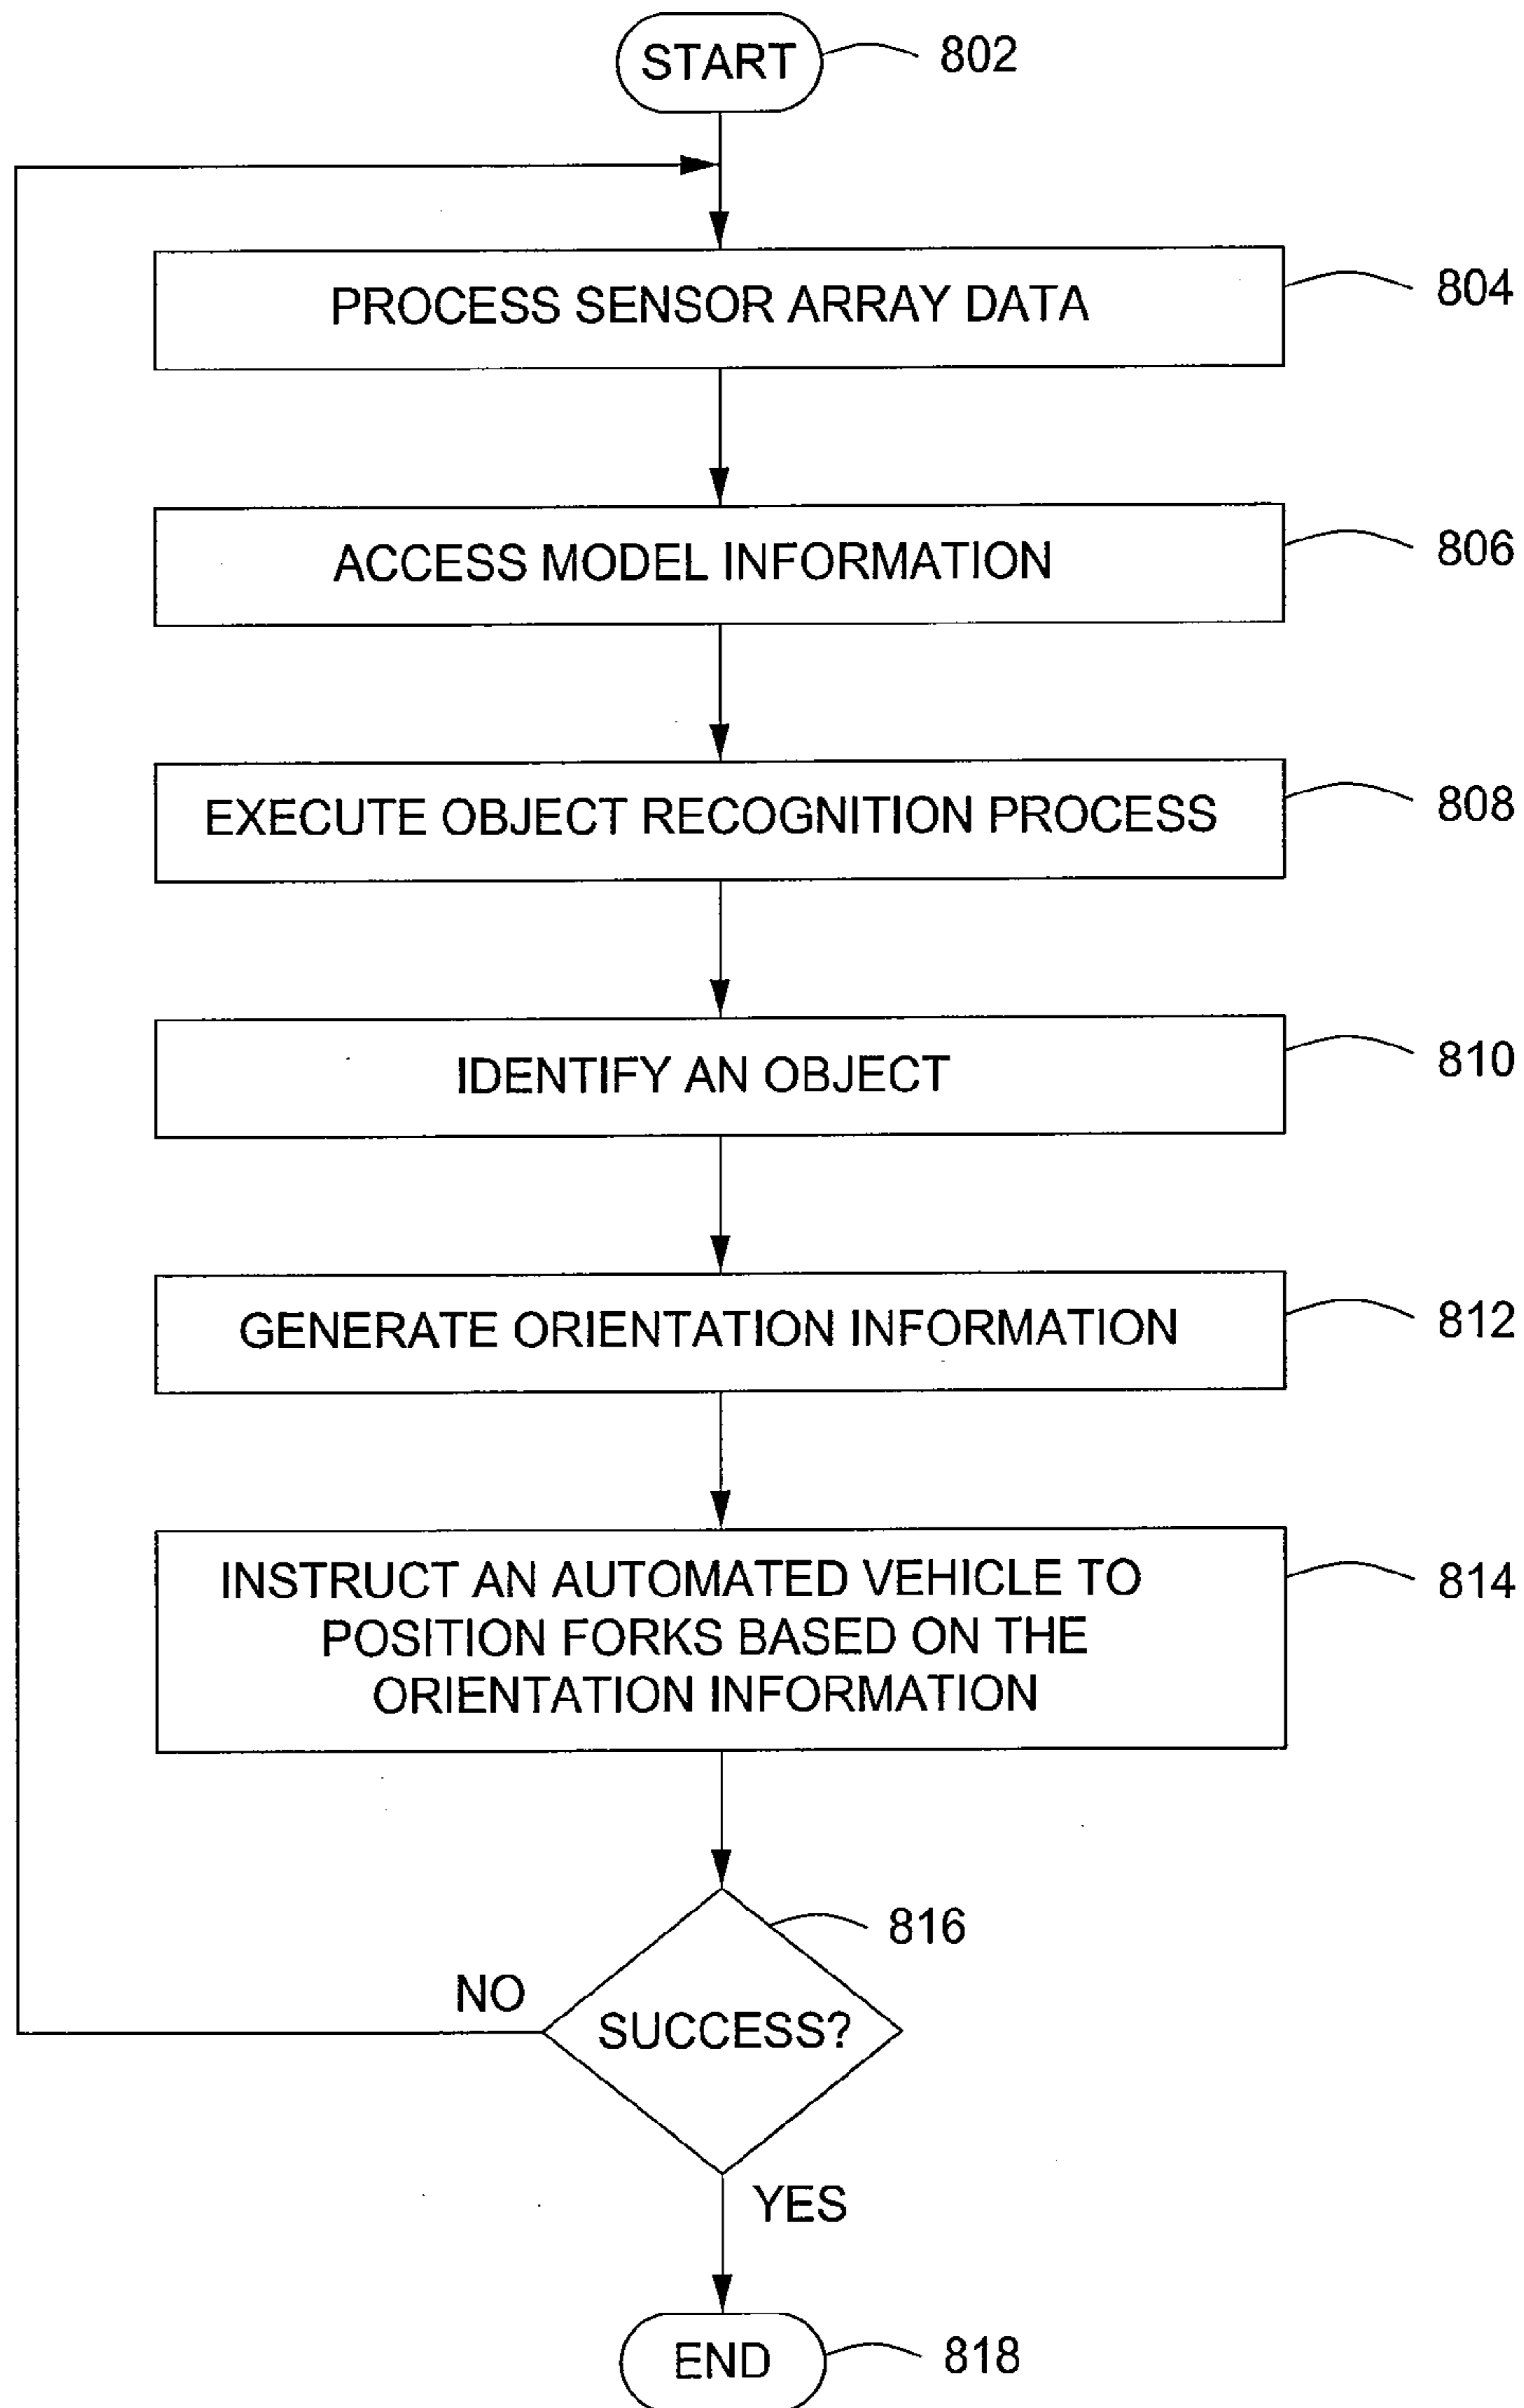 START
802
PROCESS SENSOR ARRAY DATA
804
ACCESS MODEL INFORMATION
806
EXECUTE OBJECT RECOGNITION PROCESS
808
IDENTIFY AN OBJECT
810
GENERATE ORIENTATION INFORMATION
812
INSTRUCT AN AUTOMATED VEHICLE TO
POSITION FORKS BASED ON THE
ORIENTATION INFORMATION
814
816
NO
SUCCESS?
YES
END
818